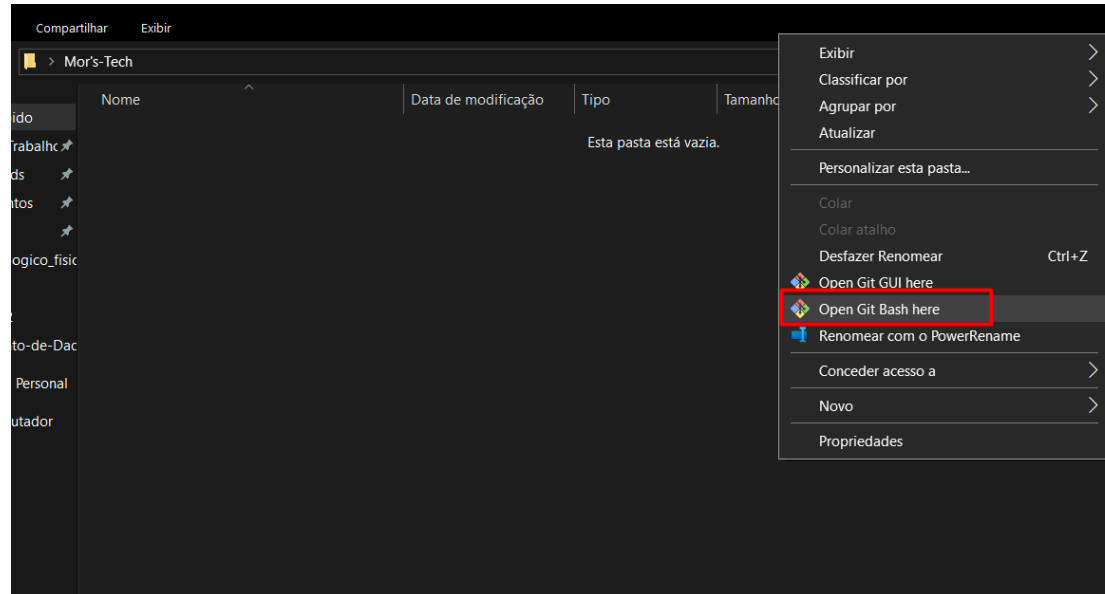 Compartilhar Exibir
> Mor's-Tech
Nome Data de modificação Tipo Tamanho
Esta pasta está vazia.
ido
Trabalho
ds
ntos
ogico_fisic
to-de-Dad
Personal
utador
Exibir
Classificar por
Agrupar por
Atualizar
Personalizar esta pasta...
Colar
Colar atalho
Desfazer Renomear Ctrl+Z
Open Git GUI here
Open Git Bash here
Renomear com o PowerRename
Conceder acesso a
Novo
Propriedades